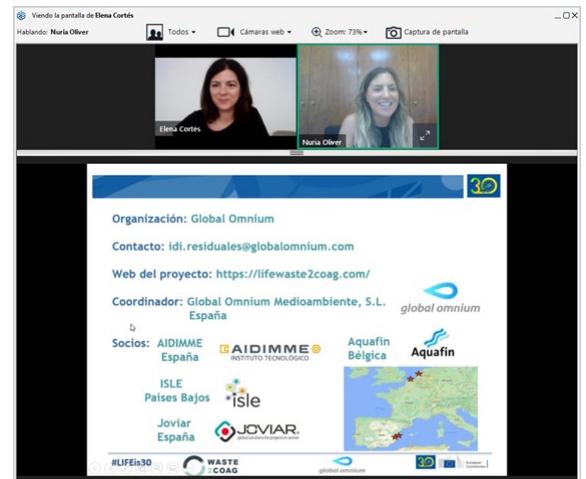 Viendo la pantalla de Elena Cortés
Hablando: Nuria Oliver
Todos
Cámaras web
Zoom: 73%
Captura de pantalla
Elena Cortés
Nuria Oliver
30
Organización: Global Omnium
Contacto: idi.residuales@globalomnium.com
Web del proyecto: https://lifewaste2coag.com/
Coordinador: Global Omnium Medioambiente, S.L.
España
global omnium
Socios: AIDIMME
España
AIDIMME
INSTITUTO TECNOLÓGICO
Aquafin
Bélgica
Aquafin
ISLE
Países Bajos
isle
Joviar
España
JOVIAR
#LIFEis30
WASTE
2COAG
global omnium
30